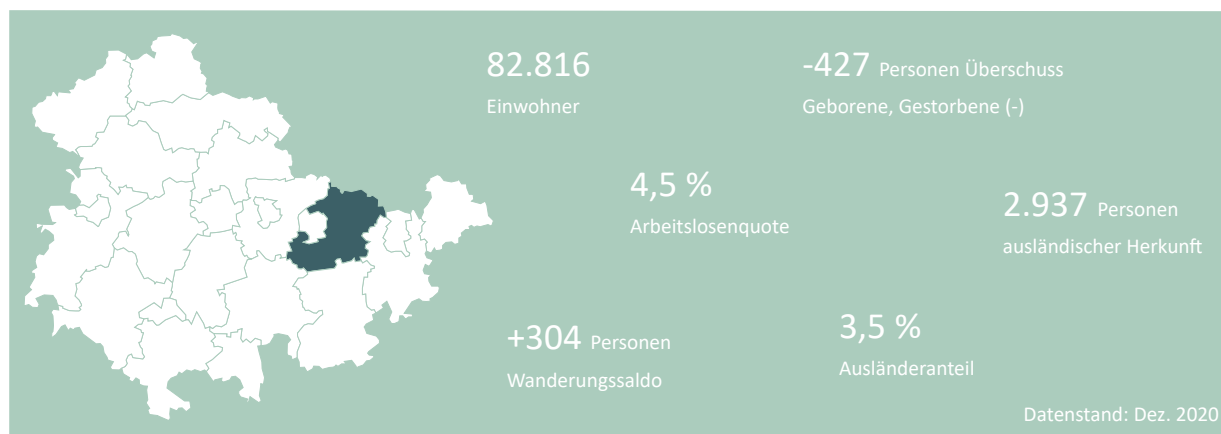 82.816
Einwohner
-427 Personen Überschuss
Geborene, Gestorbene (-)
4,5 %
Arbeitslosenquote
2.937 Personen
ausländischer Herkunft
+304 Personen
Wanderungssaldo
3,5 %
Ausländeranteil
Datenstand: Dez. 2020